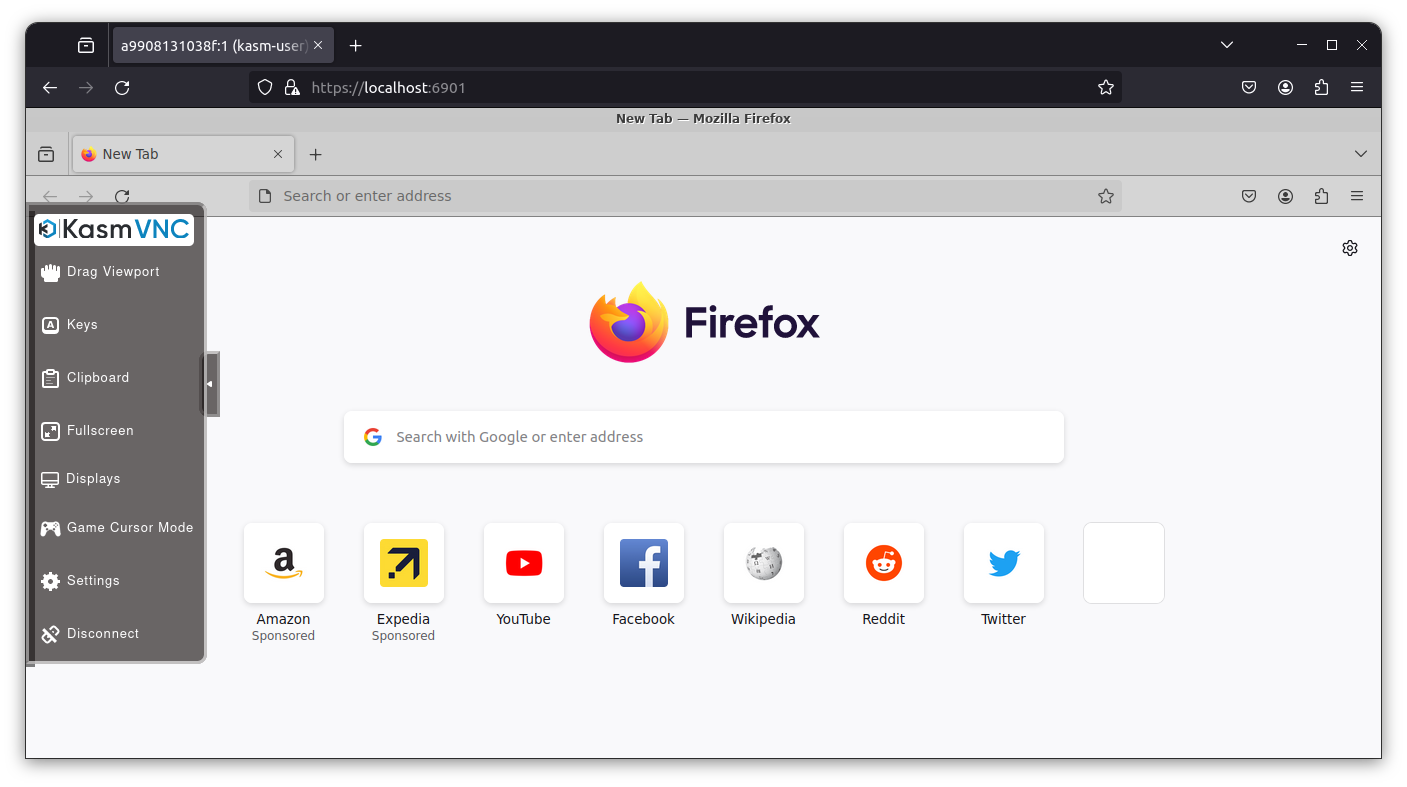 a9908131038f:1 (kasm-user)
https://localhost:6901
New Tab — Mozilla Firefox
New Tab
Search or enter address
KasmVNC
Drag Viewport
Keys
Clipboard
Fullscreen
Displays
Game Cursor Mode
Settings
Disconnect
Firefox
Search with Google or enter address
Amazon
Sponsored
Expedia
Sponsored
YouTube
Facebook
Wikipedia
Reddit
Twitter